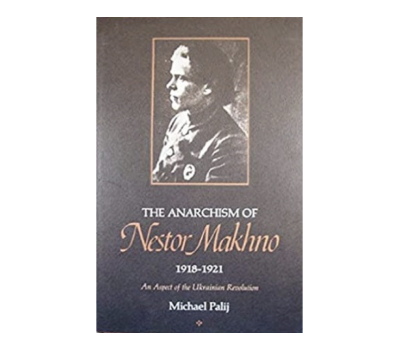 THE ANARCHISM OF
Nestor Makhno
1918–1921
An Aspect of the Ukrainian Revolution
Michael Palij